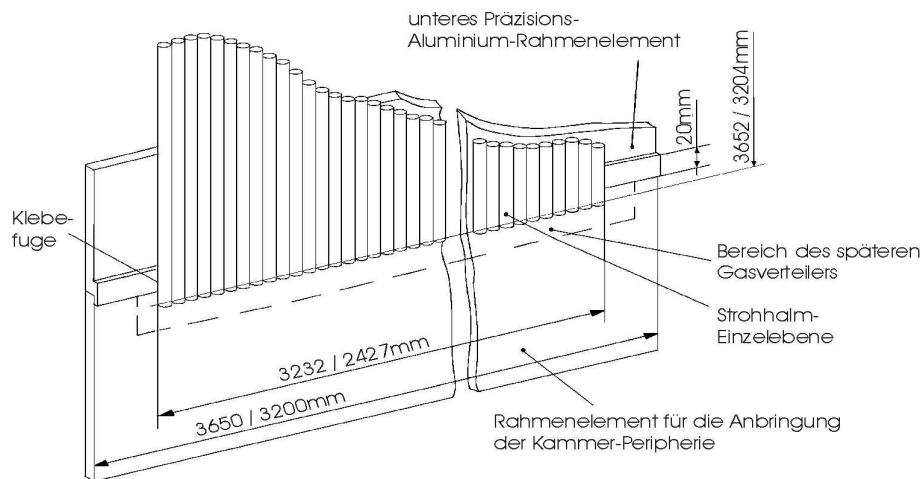 unteres Präzisions-
Aluminium-Rahmenelement
20mm
3652 / 3204mm
Klebe-
fuge
Bereich des späteren
Gasverteilers
Strohhalm-
Einzelebene
3232 / 2427mm
3650 / 3200mm
Rahmenelement für die Anbringung
der Kammer-Peripherie